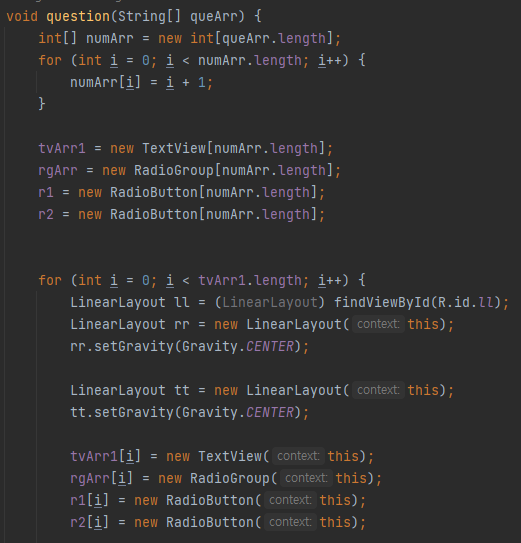 void question(String[] queArr) {
int[] numArr = new int[queArr.length];
for (int i = 0; i < numArr.length; i++) {
numArr[i] = i + 1;
}
tvArr1 = new TextView[numArr.length];
rgArr = new RadioGroup[numArr.length];
r1 = new RadioButton[numArr.length];
r2 = new RadioButton[numArr.length];
for (int i = 0; i < tvArr1.length; i++) {
LinearLayout ll = (LinearLayout) findViewById(R.id.ll);
LinearLayout rr = new LinearLayout( context: this);
rr.setGravity(Gravity.CENTER);
LinearLayout tt = new LinearLayout( context: this);
tt.setGravity(Gravity.CENTER);
tvArr1[i] = new TextView( context: this);
rgArr[i] = new RadioGroup( context: this);
r1[i] = new RadioButton( context: this);
r2[i] = new RadioButton( context: this);